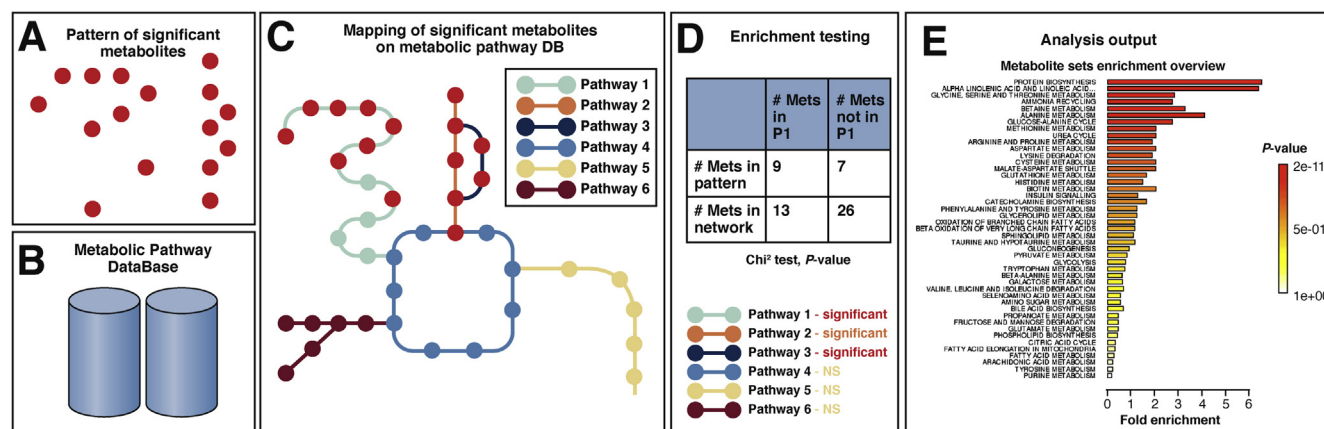 A
Pattern of significant
metabolites
B
Metabolic Pathway
DataBase
C
Mapping of significant metabolites
on metabolic pathway DB
Pathway 1
Pathway 2
Pathway 3
Pathway 4
Pathway 5
Pathway 6
D
Enrichment testing
# Mets
in
P1
# Mets
not in
P1
# Mets in
pattern
9
7
# Mets in
network
13
26
Chi² test, P-value
Pathway 1 - significant
Pathway 2 - significant
Pathway 3 - significant
Pathway 4 - NS
Pathway 5 - NS
Pathway 6 - NS
E
Analysis output
Metabolite sets enrichment overview
PROTEIN BIOSYNTHESIS
ALPHA LINOLENIC ACID AND LINOLEIC ACID...
GLYCINE, SERINE AND THREONINE METABOLISM
AMMONIA RECYCLING
BETAINE METABOLISM
ALANINE METABOLISM
GLUCOSE-ALANINE CYCLE
METHIONINE METABOLISM
UREA CYCLE
ARGININE AND PROLINE METABOLISM
ASPARTATE METABOLISM
LYSINE DEGRADATION
CYSTEINE METABOLISM
MALATE-ASPARTATE SHUTTLE
GLUTATHIONE METABOLISM
HISTIDINE METABOLISM
BIOTIN METABOLISM
INSULIN SIGNALLING
CATECHOLAMINE BIOSYNTHESIS
PHENYLALANINE AND TYROSINE METABOLISM
GLYCEROLIPID METABOLISM
OXIDATION OF BRANCHED CHAIN FATTY ACIDS
BETA OXIDATION OF VERY LONG CHAIN FATTY ACIDS
SPHINGOLIPID METABOLISM
TAURINE AND HYPOTAURINE METABOLISM
GLUCONEOGENESIS
PYRUVATE METABOLISM
GLYCOLYSIS
TRYPTOPHAN METABOLISM
BETA-ALANINE METABOLISM
GALACTOSE METABOLISM
VALINE, LEUCINE AND ISOLEUCINE DEGRADATION
SELENOAMINO ACID METABOLISM
AMINO SUGAR METABOLISM
BILE ACID BIOSYNTHESIS
PROPANOATE METABOLISM
FRUCTOSE AND MANNOSE DEGRADATION
GLUTAMATE METABOLISM
PHOSPHOLIPID BIOSYNTHESIS
CITRIC ACID CYCLE
FATTY ACID ELONGATION IN MITOCHONDRIA
FATTY ACID METABOLISM
ARACHIDONIC ACID METABOLISM
TYROSINE METABOLISM
PURINE METABOLISM
0 1 2 3 4 5 6
Fold enrichment
P-value
2e-11
5e-01
1e+00